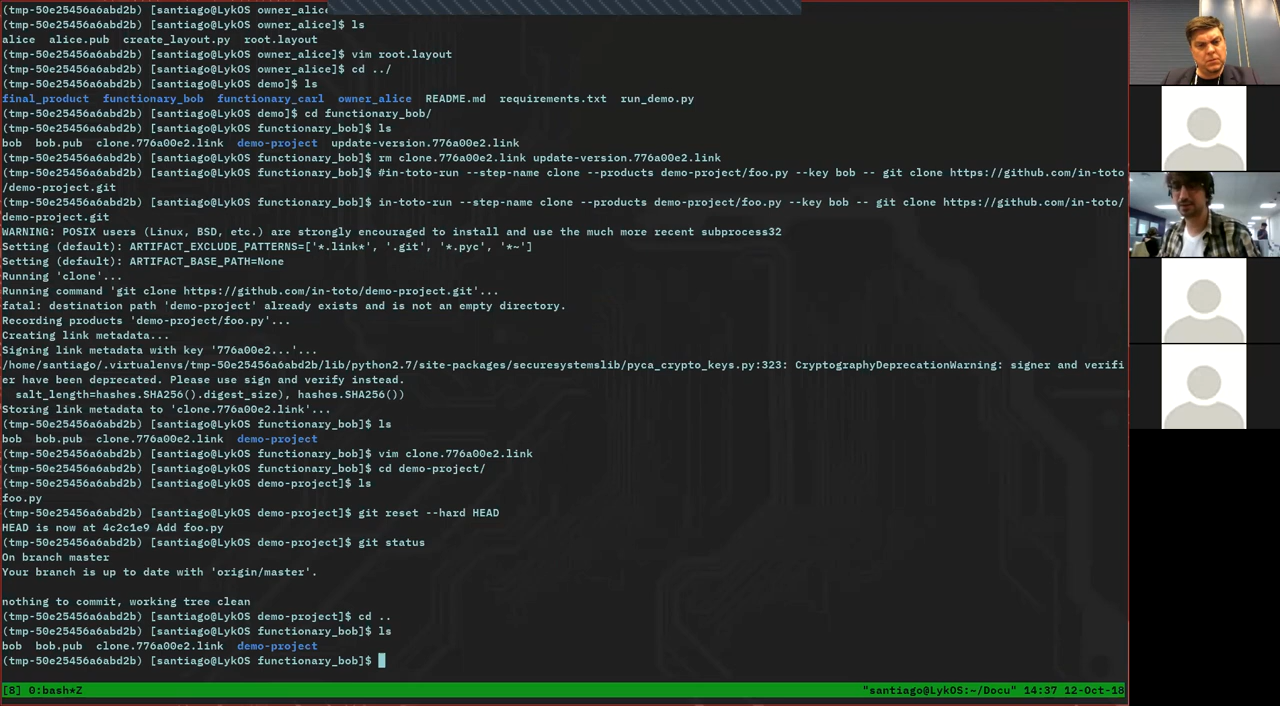 (tmp-50e25456a6abd2b) [santiago@LykOS owner_alice
(tmp-50e25456a6abd2b) [santiago@LykOS owner_alice]$ ls
alice  alice.pub  create_layout.py  root.layout
(tmp-50e25456a6abd2b) [santiago@LykOS owner_alice]$ vim root.layout
(tmp-50e25456a6abd2b) [santiago@LykOS owner_alice]$ cd ../
(tmp-50e25456a6abd2b) [santiago@LykOS demo]$ ls
final_product  functionary_bob  functionary_carl  owner_alice  README.md  requirements.txt  run_demo.py
(tmp-50e25456a6abd2b) [santiago@LykOS demo]$ cd functionary_bob/
(tmp-50e25456a6abd2b) [santiago@LykOS functionary_bob]$ ls
bob  bob.pub  clone.776a00e2.link  demo-project  update-version.776a00e2.link
(tmp-50e25456a6abd2b) [santiago@LykOS functionary_bob]$ rm clone.776a00e2.link update-version.776a00e2.link
(tmp-50e25456a6abd2b) [santiago@LykOS functionary_bob]$ #in-toto-run --step-name clone --products demo-project/foo.py --key bob -- git clone https://github.com/in-toto
/demo-project.git
(tmp-50e25456a6abd2b) [santiago@LykOS functionary_bob]$ in-toto-run --step-name clone --products demo-project/foo.py --key bob -- git clone https://github.com/in-toto/
demo-project.git
WARNING: POSIX users (Linux, BSD, etc.) are strongly encouraged to install and use the much more recent subprocess32
Setting (default): ARTIFACT_EXCLUDE_PATTERNS=['*.link*', '.git', '*.pyc', '*~']
Setting (default): ARTIFACT_BASE_PATH=None
Running 'clone'...
Running command 'git clone https://github.com/in-toto/demo-project.git'...
fatal: destination path 'demo-project' already exists and is not an empty directory.
Recording products 'demo-project/foo.py'...
Creating link metadata...
Signing link metadata with key '776a00e2...'...
/home/santiago/.virtualenvs/tmp-50e25456a6abd2b/lib/python2.7/site-packages/securesystemslib/pyca_crypto_keys.py:323: CryptographyDeprecationWarning: signer and verifi
er have been deprecated. Please use sign and verify instead.
  salt_length=hashes.SHA256().digest_size), hashes.SHA256())
Storing link metadata to 'clone.776a00e2.link'...
(tmp-50e25456a6abd2b) [santiago@LykOS functionary_bob]$ ls
bob  bob.pub  clone.776a00e2.link  demo-project
(tmp-50e25456a6abd2b) [santiago@LykOS functionary_bob]$ vim clone.776a00e2.link
(tmp-50e25456a6abd2b) [santiago@LykOS functionary_bob]$ cd demo-project/
(tmp-50e25456a6abd2b) [santiago@LykOS demo-project]$ ls
foo.py
(tmp-50e25456a6abd2b) [santiago@LykOS demo-project]$ git reset --hard HEAD
HEAD is now at 4c2c1e9 Add foo.py
(tmp-50e25456a6abd2b) [santiago@LykOS demo-project]$ git status
On branch master
Your branch is up to date with 'origin/master'.
nothing to commit, working tree clean
(tmp-50e25456a6abd2b) [santiago@LykOS demo-project]$ cd ..
(tmp-50e25456a6abd2b) [santiago@LykOS functionary_bob]$ ls
bob  bob.pub  clone.776a00e2.link  demo-project
(tmp-50e25456a6abd2b) [santiago@LykOS functionary_bob]$
[8] 0:bash*Z "santiago@LykOS:~/Docu" 14:37 12-Oct-18